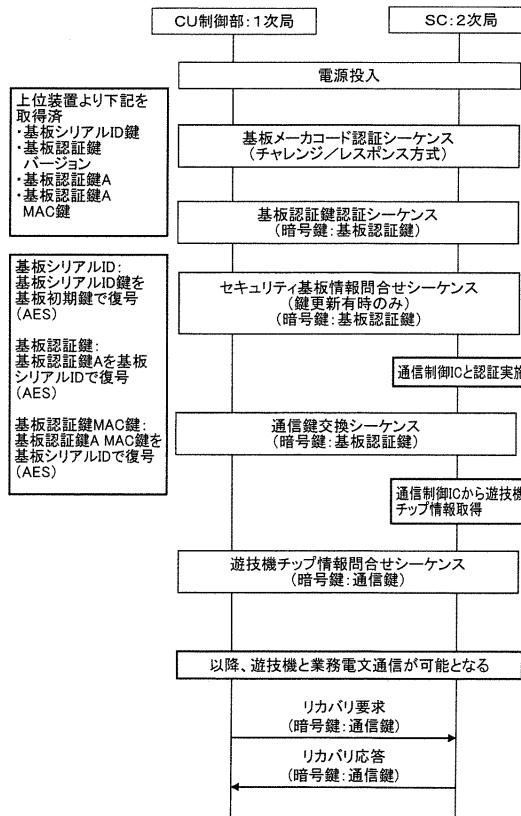 CU制御部:1次局
SC:2次局
電源投入
上位装置より下記を
取得済
・基板シリアルID鍵
・基板認証鍵
バージョン
・基板認証鍵A
・基板認証鍵A
MAC鍵
基板メーカコード認証シーケンス
(チャレンジ/レスポンス方式)
基板認証鍵認証シーケンス
(暗号鍵:基板認証鍵)
基板シリアルID:
基板シリアルID鍵を
基板初期鍵で復号
(AES)
基板認証鍵:
基板認証鍵Aを基板
シリアルIDで復号
(AES)
基板認証鍵MAC鍵:
基板認証鍵A MAC鍵を
基板シリアルIDで復号
(AES)
セキュリティ基板情報問合せシーケンス
(鍵更新有時のみ)
(暗号鍵:基板認証鍵)
通信制御ICと認証実施
通信鍵交換シーケンス
(暗号鍵:基板認証鍵)
通信制御ICから遊技機
チップ情報取得
遊技機チップ情報問合せシーケンス
(暗号鍵:通信鍵)
以降、遊技機と業務電文通信が可能となる
リカバリ要求
(暗号鍵:通信鍵)
リカバリ応答
(暗号鍵:通信鍵)